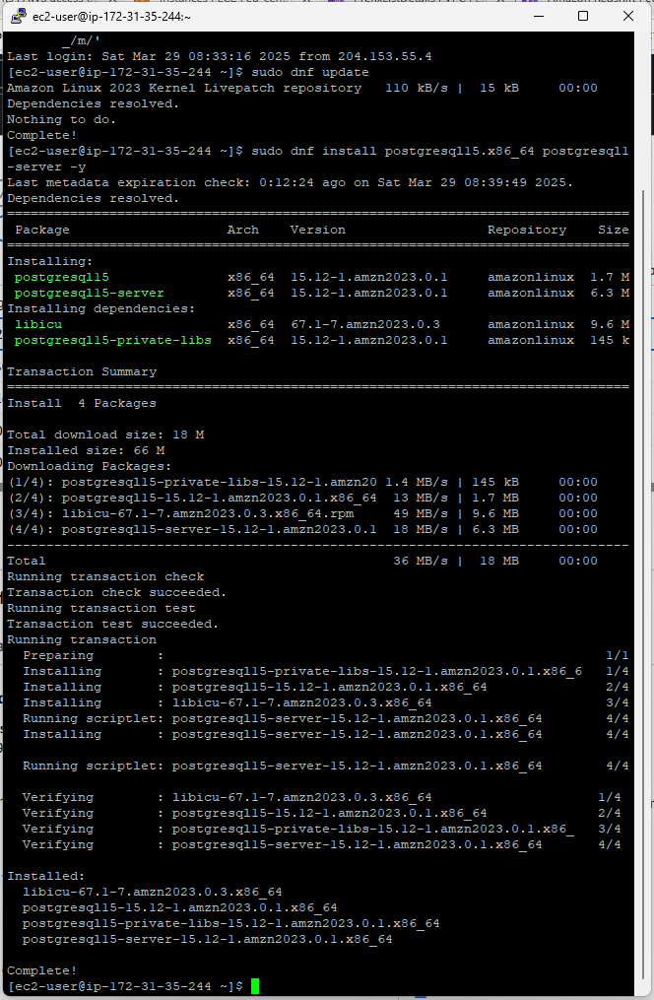 ec2-user@ip-172-31-35-244:~
_/m/'
Last login: Sat Mar 29 08:33:16 2025 from 204.153.55.4
[ec2-user@ip-172-31-35-244 ~]$ sudo dnf update
Amazon Linux 2023 Kernel Livepatch repository   110 kB/s |  15 kB     00:00
Dependencies resolved.
Nothing to do.
Complete!
[ec2-user@ip-172-31-35-244 ~]$ sudo dnf install postgresql15.x86_64 postgresql1
-server -y
Last metadata expiration check: 0:12:24 ago on Sat Mar 29 08:39:49 2025.
Dependencies resolved.
================================================================================
 Package                    Arch    Version                  Repository    Size
================================================================================
Installing:
 postgresql15               x86_64  15.12-1.amzn2023.0.1     amazonlinux  1.7 M
 postgresql15-server        x86_64  15.12-1.amzn2023.0.1     amazonlinux  6.3 M
Installing dependencies:
 libicu                     x86_64  67.1-7.amzn2023.0.3      amazonlinux  9.6 M
 postgresql15-private-libs  x86_64  15.12-1.amzn2023.0.1     amazonlinux  145 k
Transaction Summary
================================================================================
Install  4 Packages
Total download size: 18 M
Installed size: 66 M
Downloading Packages:
(1/4): postgresql15-private-libs-15.12-1.amzn20 1.4 MB/s | 145 kB     00:00
(2/4): postgresql15-15.12-1.amzn2023.0.1.x86_64  13 MB/s | 1.7 MB     00:00
(3/4): libicu-67.1-7.amzn2023.0.3.x86_64.rpm     49 MB/s | 9.6 MB     00:00
(4/4): postgresql15-server-15.12-1.amzn2023.0.1  18 MB/s | 6.3 MB     00:00
--------------------------------------------------------------------------------
Total                                            36 MB/s |  18 MB     00:00
Running transaction check
Transaction check succeeded.
Running transaction test
Transaction test succeeded.
Running transaction
  Preparing        :                                                        1/1
  Installing       : postgresql15-private-libs-15.12-1.amzn2023.0.1.x86_6   1/4
  Installing       : postgresql15-15.12-1.amzn2023.0.1.x86_64               2/4
  Installing       : libicu-67.1-7.amzn2023.0.3.x86_64                      3/4
  Running scriptlet: postgresql15-server-15.12-1.amzn2023.0.1.x86_64        4/4
  Installing       : postgresql15-server-15.12-1.amzn2023.0.1.x86_64        4/4
  Running scriptlet: postgresql15-server-15.12-1.amzn2023.0.1.x86_64        4/4
  Verifying        : libicu-67.1-7.amzn2023.0.3.x86_64                     1/4
  Verifying        : postgresql15-15.12-1.amzn2023.0.1.x86_64              2/4
  Verifying        : postgresql15-private-libs-15.12-1.amzn2023.0.1.x86_   3/4
  Verifying        : postgresql15-server-15.12-1.amzn2023.0.1.x86_64       4/4
Installed:
  libicu-67.1-7.amzn2023.0.3.x86_64
  postgresql15-15.12-1.amzn2023.0.1.x86_64
  postgresql15-private-libs-15.12-1.amzn2023.0.1.x86_64
  postgresql15-server-15.12-1.amzn2023.0.1.x86_64
Complete!
[ec2-user@ip-172-31-35-244 ~]$